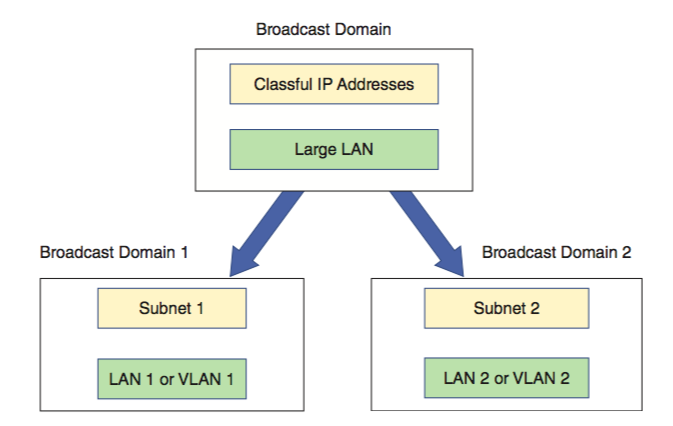 Broadcast Domain
Classful IP Addresses
Large LAN
Broadcast Domain 1
Broadcast Domain 2
Subnet 1
Subnet 2
LAN 1 or VLAN 1
LAN 2 or VLAN 2